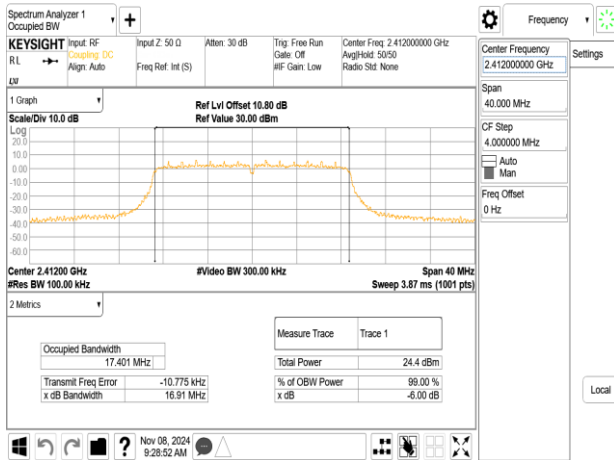 Spectrum Analyzer 1
Occupied BW
Frequency
KEYSIGHT
RL
LXI
Input: RF
Coupling: DC
Align: Auto
Input Z: 50 Ω
Freq Ref: Int (S)
Atten: 30 dB
Trig: Free Run
Gate: Off
#IF Gain: Low
Center Freq: 2.412000000 GHz
Avg|Hold: 50/50
Radio Std: None
Center Frequency
2.412000000 GHz
Settings
Span
40.000 MHz
CF Step
4.000000 MHz
Auto
Man
Freq Offset
0 Hz
Local
1 Graph
Scale/Div 10.0 dB
Ref Lvl Offset 10.80 dB
Ref Value 30.00 dBm
Log
20.0
10.0
0.00
-10.0
-20.0
-30.0
-40.0
-50.0
-60.0
Center 2.41200 GHz
#Res BW 100.00 kHz
#Video BW 300.00 kHz
Span 40 MHz
Sweep 3.87 ms (1001 pts)
2 Metrics
Occupied Bandwidth
17.401 MHz
Transmit Freq Error -10.775 kHz
x dB Bandwidth 16.91 MHz
Measure Trace Trace 1
Total Power 24.4 dBm
% of OBW Power 99.00 %
x dB -6.00 dB
?
Nov 08, 2024
9:28:52 AM